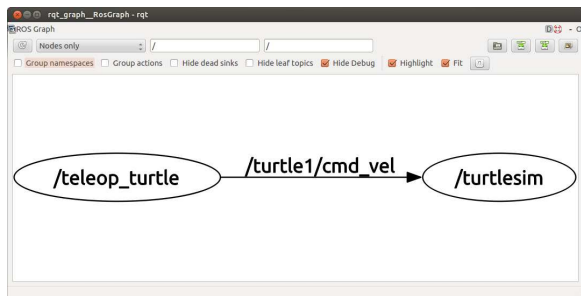 rqt_graph__RosGraph - rqt
ROS Graph
Nodes only / /
Group namespaces Group actions Hide dead sinks Hide leaf topics Hide Debug Highlight Fit
/teleop_turtle /turtle1/cmd_vel /turtlesim